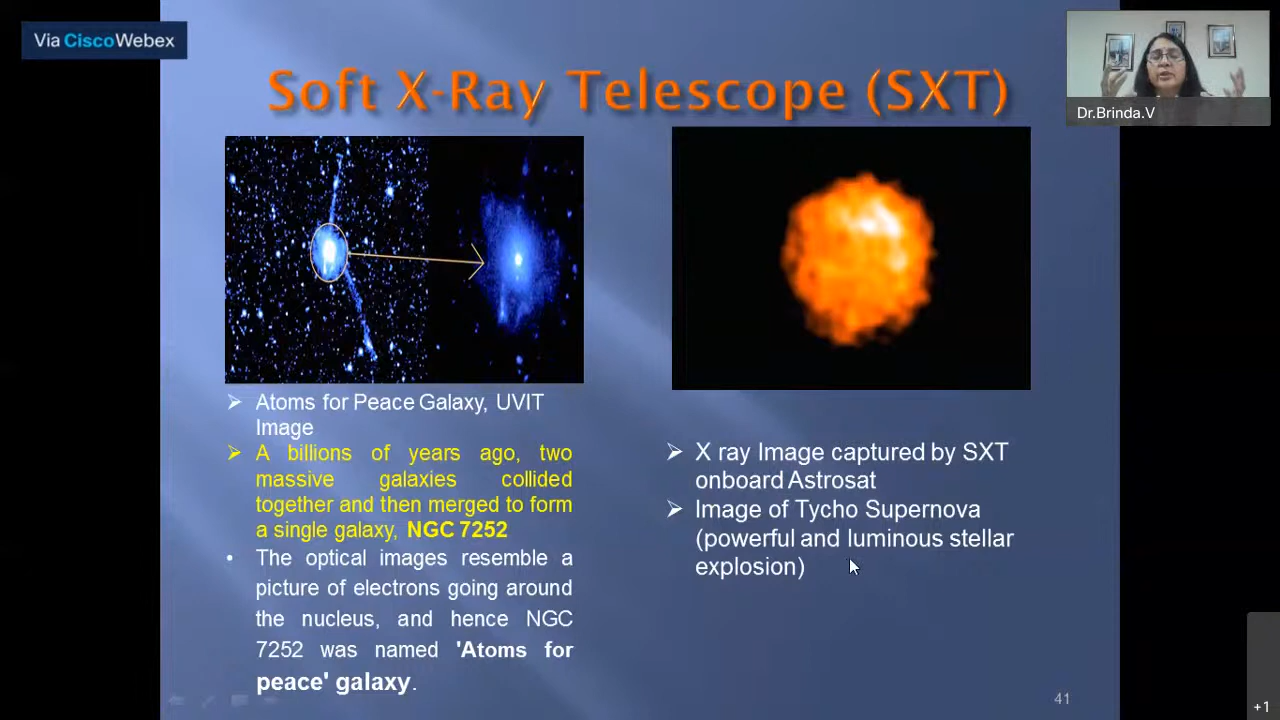 Via CiscoWebex
Soft X-Ray Telescope (SXT)
Dr.Brinda.V
Atoms for Peace Galaxy, UVIT
Image
A billions of years ago, two
massive galaxies collided
together and then merged to form
a single galaxy, NGC 7252
The optical images resemble a
picture of electrons going around
the nucleus, and hence NGC
7252 was named 'Atoms for
peace' galaxy.
X ray Image captured by SXT
onboard Astrosat
Image of Tycho Supernova
(powerful and luminous stellar
explosion)
41
+1